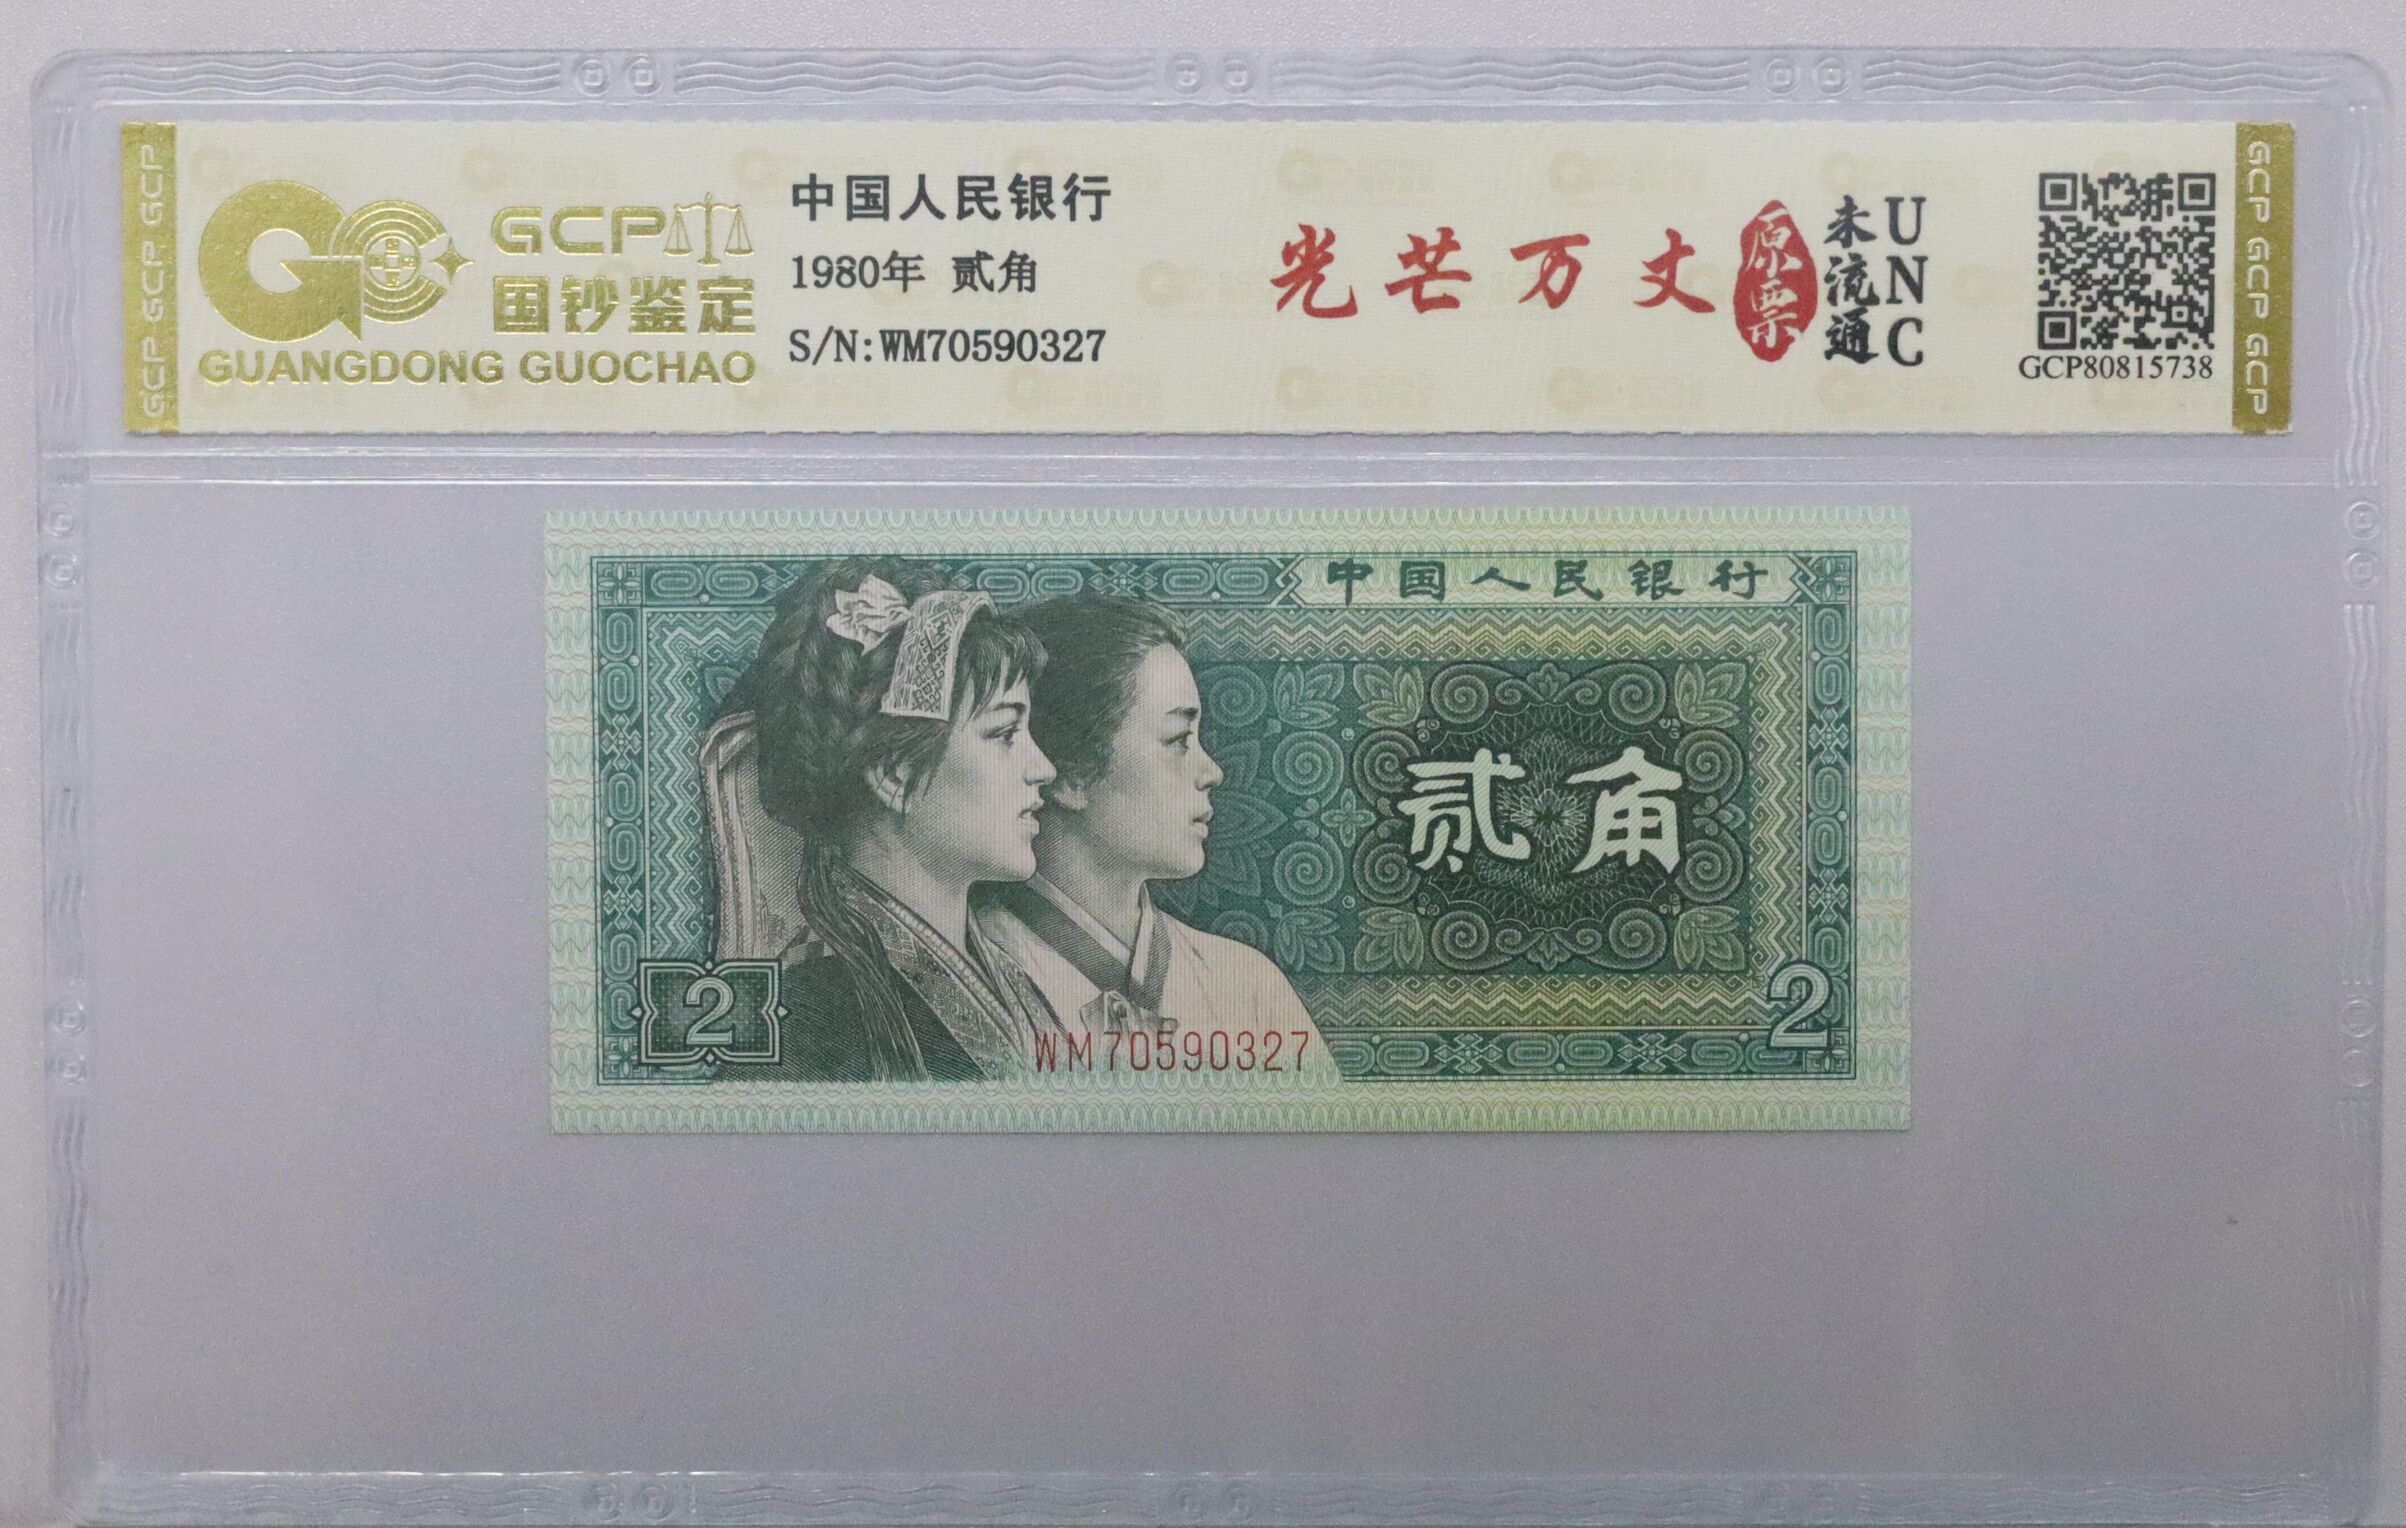 GCP GCP GCP
GCP
国钞鉴定
GUANGDONG GUOCHAO
中国人民银行
1980年 贰角
S/N:WM70590327
光芒万丈
原票
未流通
UNC
GCP80815738
GCP GCP GCP
中国人民银行
贰角
2
2
WM70590327